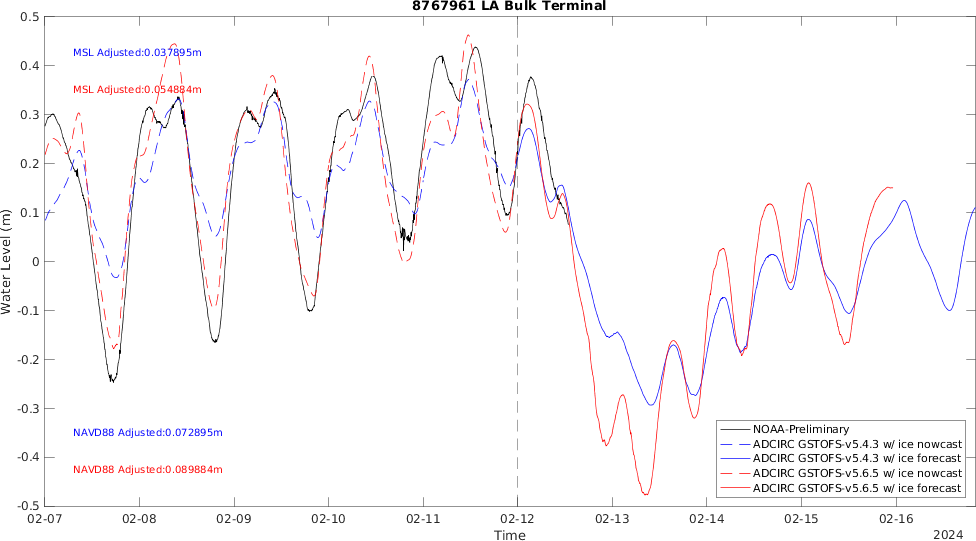 8767961 LA Bulk Terminal
0.5
0.4
0.3
0.2
0.1
0
-0.1
-0.2
-0.3
-0.4
-0.5
Water Level (m)
MSL Adjusted:0.037895m
MSL Adjusted:0.054884m
NAVD88 Adjusted:0.072895m
NAVD88 Adjusted:0.089884m
NOAA-Preliminary
ADCIRC GSTOFS-v5.4.3 w/ ice nowcast
ADCIRC GSTOFS-v5.4.3 w/ ice forecast
ADCIRC GSTOFS-v5.6.5 w/ ice nowcast
ADCIRC GSTOFS-v5.6.5 w/ ice forecast
02-07 02-08 02-09 02-10 02-11 02-12 02-13 02-14 02-15 02-16
Time
2024